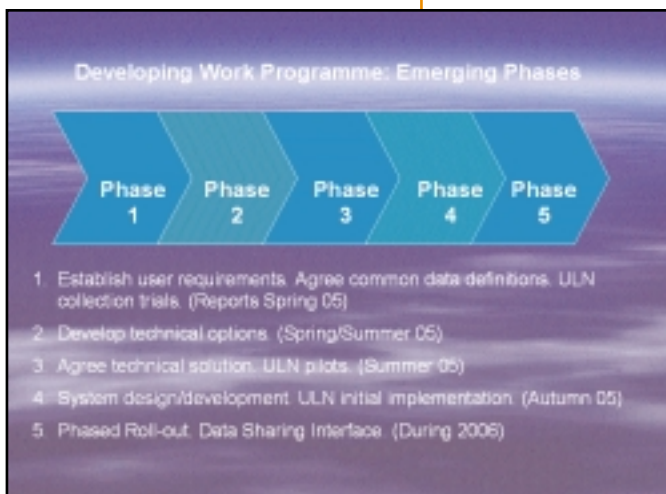 Developing Work Programme: Emerging Phases
Phase 1
Phase 2
Phase 3
Phase 4
Phase 5
1. Establish user requirements. Agree common data definitions. ULN
collection trials. (Reports Spring 05)
2. Develop technical options. (Spring/Summer 05)
3. Agree technical solution. ULN pilots. (Summer 05)
4. System design/development. ULN initial implementation. (Autumn 05)
5. Phased Roll-out. Data Sharing Interface. (During 2006)